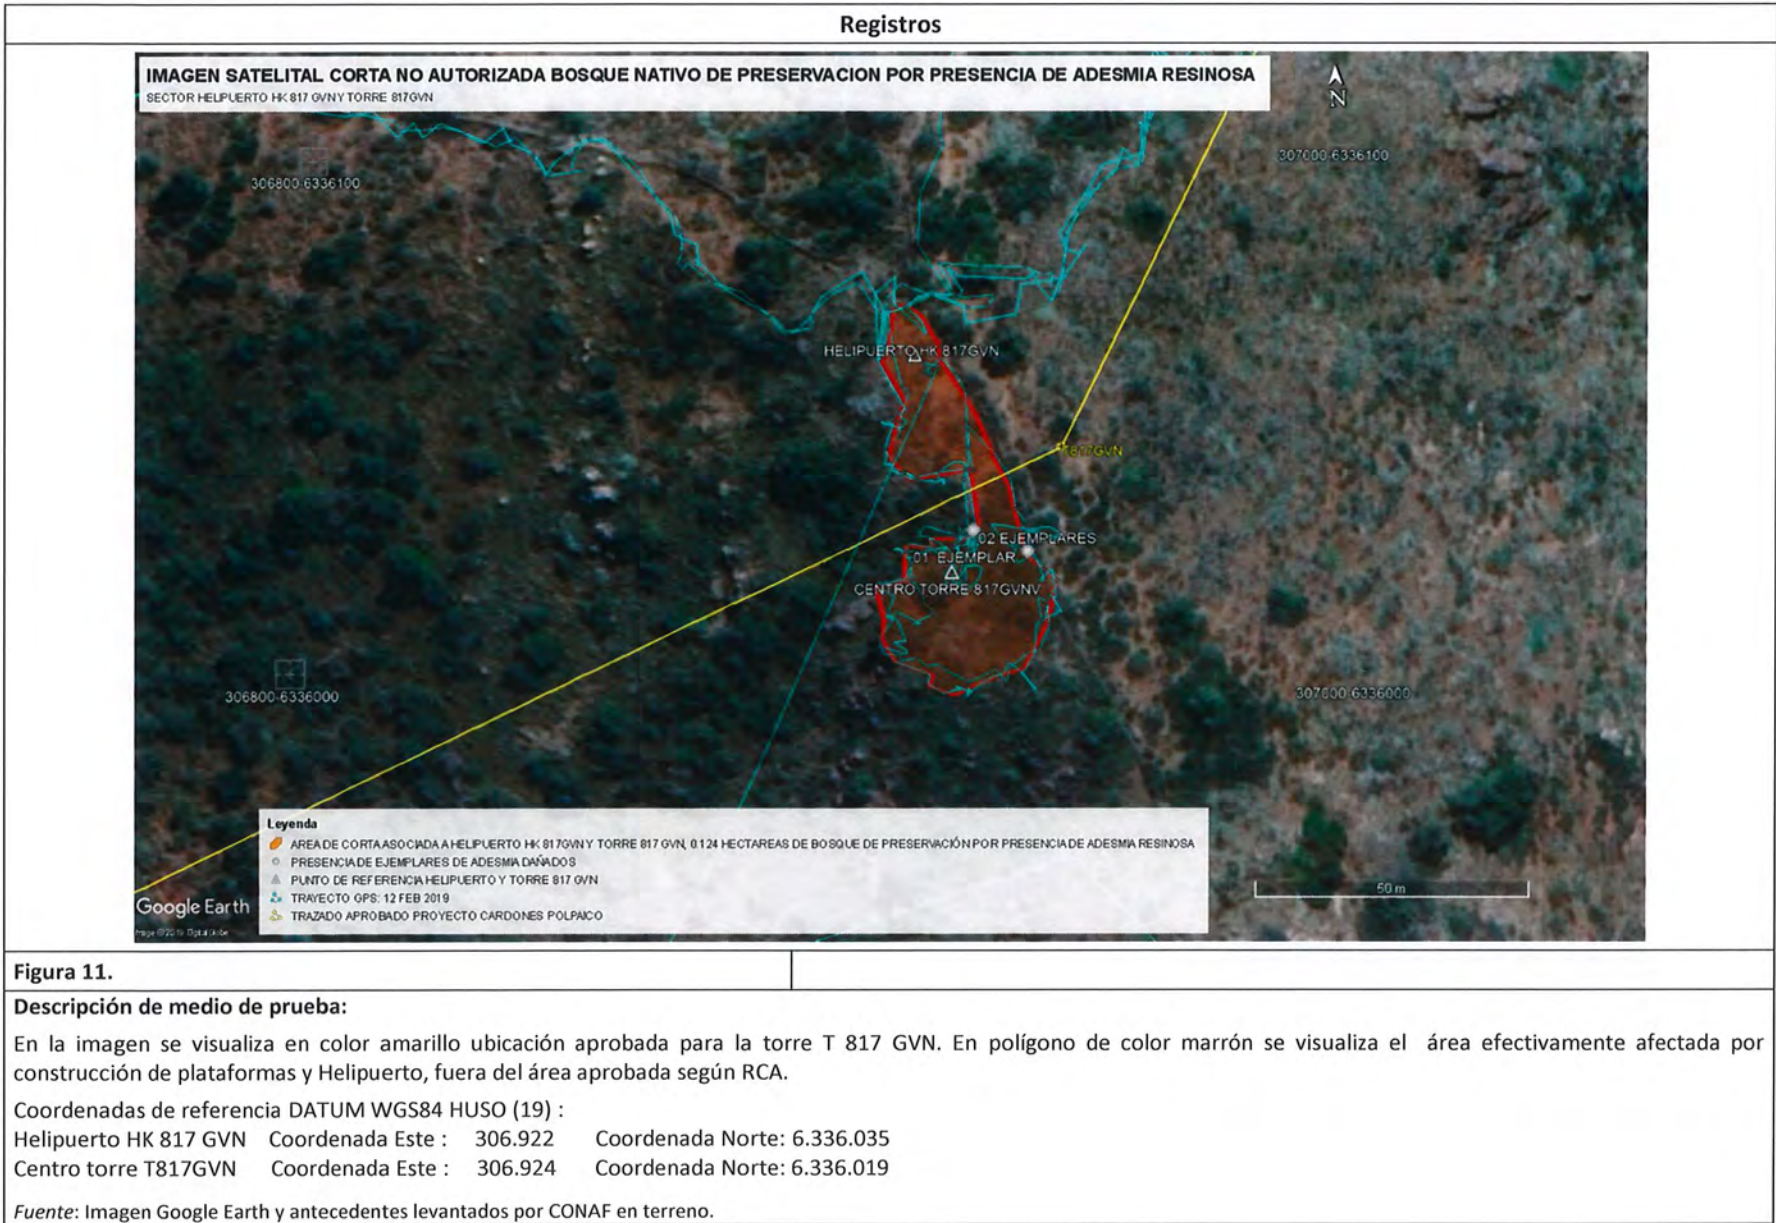 Registros
IMAGEN SATELITAL CORTA NO AUTORIZADA BOSQUE NATIVO DE PRESERVACION POR PRESENCIA DE ADESMIA RESINOSA
SECTOR HELIPUERTO HK 817 GVN Y TORRE 817GVN
N
306800-6336100
307000-6336100
HELIPUERTO HK 817GVN
T817GVN
02 EJEMPLARES
01 EJEMPLAR
CENTRO TORRE 817GVNV
306800-6336000
307000-6336000
Leyenda
AREA DE CORTA ASOCIADA A HELIPUERTO HK 817GVN Y TORRE 817 GVN, 0.124 HECTAREAS DE BOSQUE DE PRESERVACIÓN POR PRESENCIA DE ADESMIA RESINOSA
PRESENCIA DE EJEMPLARES DE ADESMIA DAÑADOS
PUNTO DE REFERENCIA HELIPUERTO Y TORRE 817 GVN
TRAYECTO GPS: 12 FEB 2019
TRAZADO APROBADO PROYECTO CARDONES POLPAICO
50 m
Google Earth
Image © 2019 DigitalGlobe
Figura 11.
Descripción de medio de prueba:
En la imagen se visualiza en color amarillo ubicación aprobada para la torre T 817 GVN. En polígono de color marrón se visualiza el área efectivamente afectada por
construcción de plataformas y Helipuerto, fuera del área aprobada según RCA.
Coordenadas de referencia DATUM WGS84 HUSO (19) :
Helipuerto HK 817 GVN Coordenada Este : 306.922 Coordenada Norte: 6.336.035
Centro torre T817GVN Coordenada Este : 306.924 Coordenada Norte: 6.336.019
Fuente: Imagen Google Earth y antecedentes levantados por CONAF en terreno.